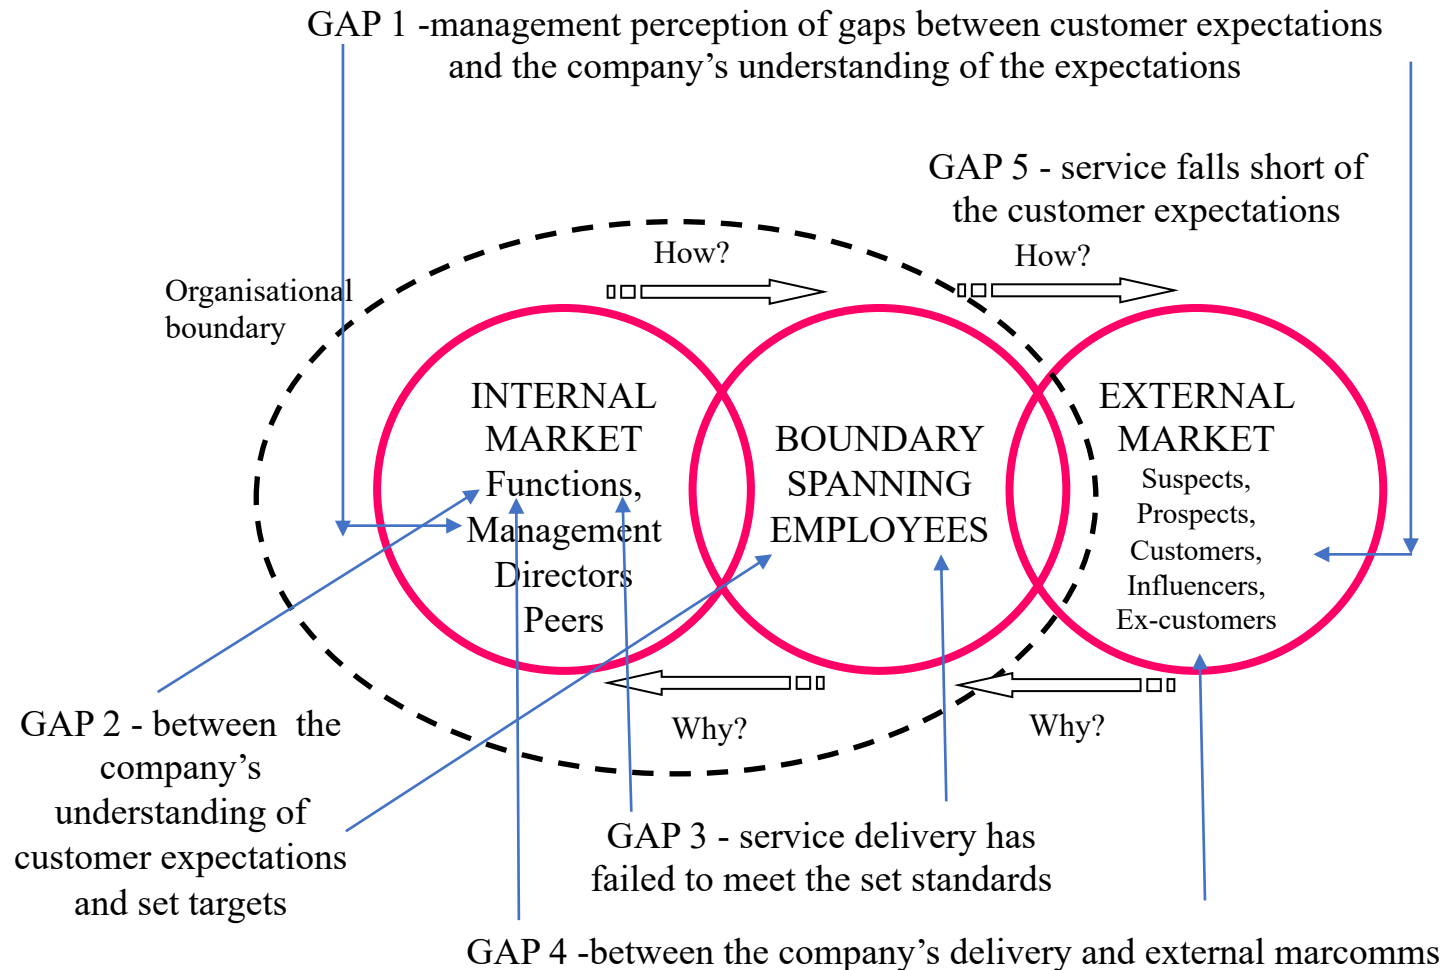 GAP 1 -management perception of gaps between customer expectations
and the company’s understanding of the expectations
GAP 5 - service falls short of
the customer expectations
How?
How?
Organisational
boundary
INTERNAL
MARKET
Functions,
Management
Directors
Peers
BOUNDARY
SPANNING
EMPLOYEES
EXTERNAL
MARKET
Suspects,
Prospects,
Customers,
Influencers,
Ex-customers
Why?
Why?
GAP 2 - between  the
company’s
understanding of
customer expectations
and set targets
GAP 3 - service delivery has
failed to meet the set standards
GAP 4 -between the company’s delivery and external marcomms